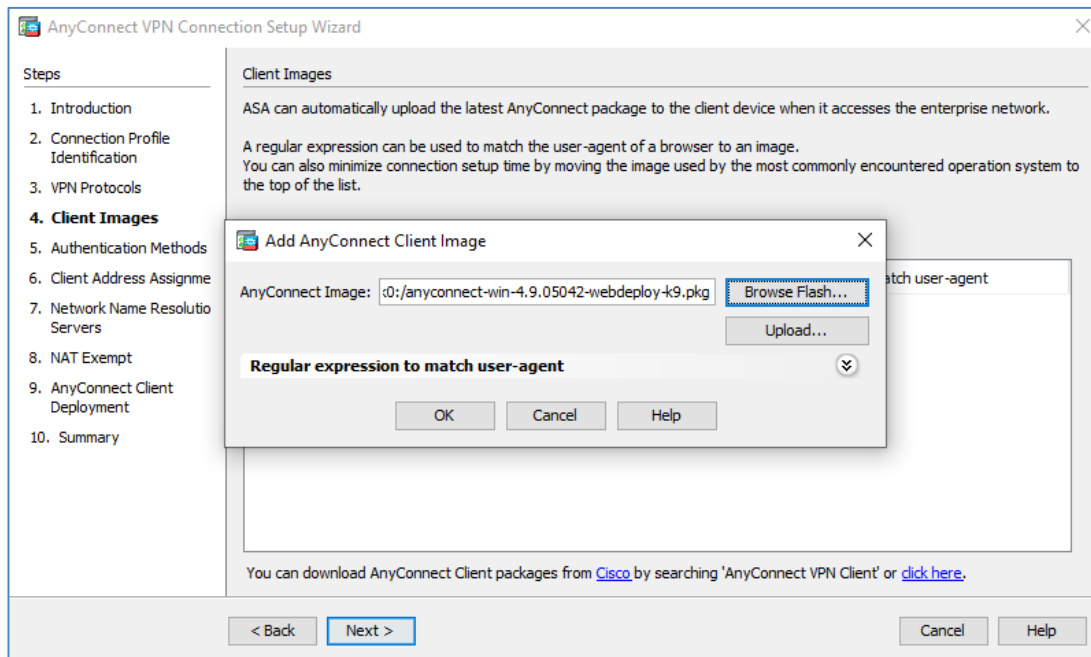 AnyConnect VPN Connection Setup Wizard
Steps
1. Introduction
2. Connection Profile
Identification
3. VPN Protocols
4. Client Images
5. Authentication Methods
6. Client Address Assignme
7. Network Name Resolutio
Servers
8. NAT Exempt
9. AnyConnect Client
Deployment
10. Summary
Client Images
ASA can automatically upload the latest AnyConnect package to the client device when it accesses the enterprise network.
A regular expression can be used to match the user-agent of a browser to an image.
You can also minimize connection setup time by moving the image used by the most commonly encountered operation system to
the top of the list.
atch user-agent
Add AnyConnect Client Image
AnyConnect Image: :0:/anyconnect-win-4.9.05042-webdeploy-k9.pkg Browse Flash...
Upload...
Regular expression to match user-agent
OK Cancel Help
You can download AnyConnect Client packages from Cisco by searching 'AnyConnect VPN Client' or click here.
< Back Next > Cancel Help